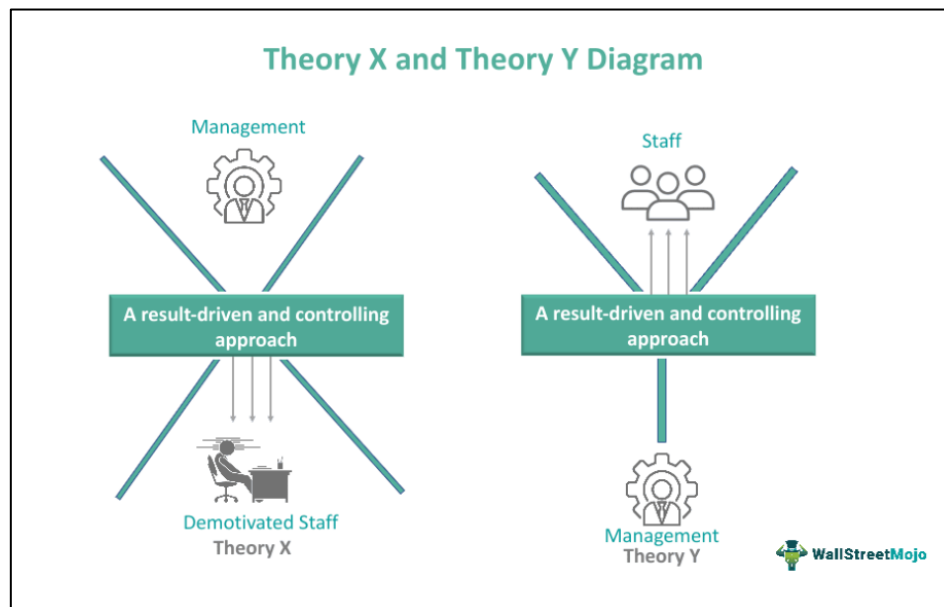 Theory X and Theory Y Diagram
Management
A result-driven and controlling
approach
Demotivated Staff
Theory X
Staff
A result-driven and controlling
approach
Management
Theory Y
WallStreetMojo